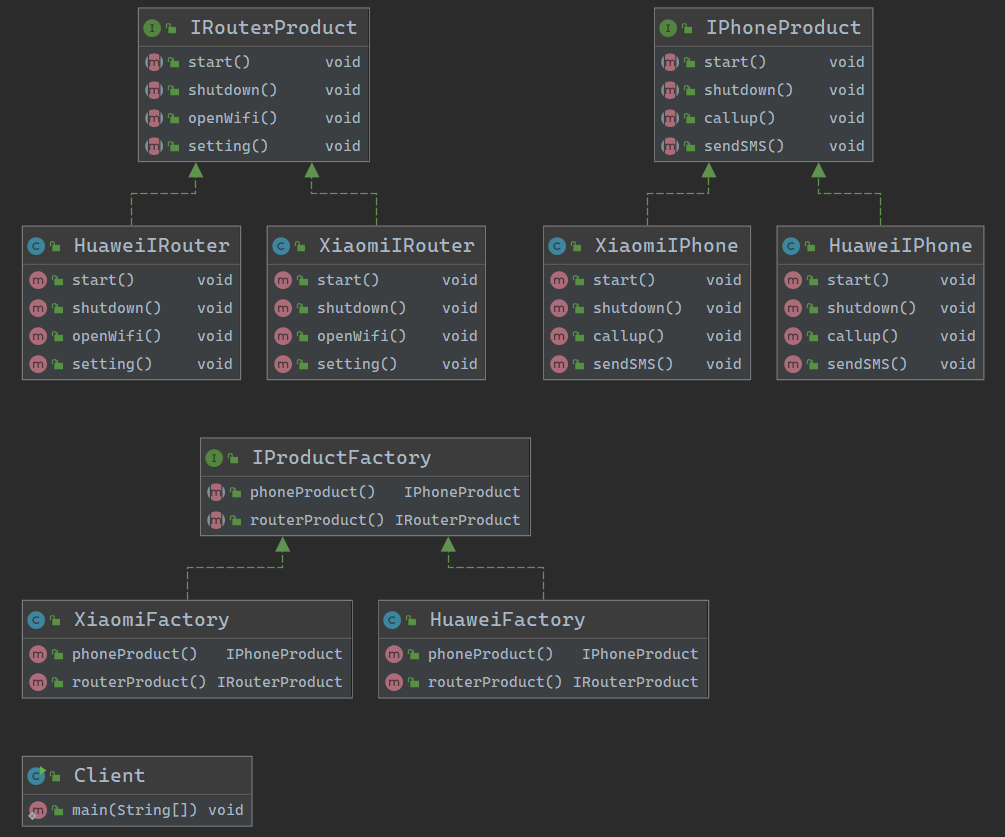 IRouterProduct
start() void
shutdown() void
openWifi() void
setting() void
IPhoneProduct
start() void
shutdown() void
callup() void
sendSMS() void
HuaweiIRouter
start() void
shutdown() void
openWifi() void
setting() void
XiaomiIRouter
start() void
shutdown() void
openWifi() void
setting() void
XiaomiIPhone
start() void
shutdown() void
callup() void
sendSMS() void
HuaweiIPhone
start() void
shutdown() void
callup() void
sendSMS() void
IProductFactory
phoneProduct() IPhoneProduct
routerProduct() IRouterProduct
XiaomiFactory
phoneProduct() IPhoneProduct
routerProduct() IRouterProduct
HuaweiFactory
phoneProduct() IPhoneProduct
routerProduct() IRouterProduct
Client
main(String[]) void